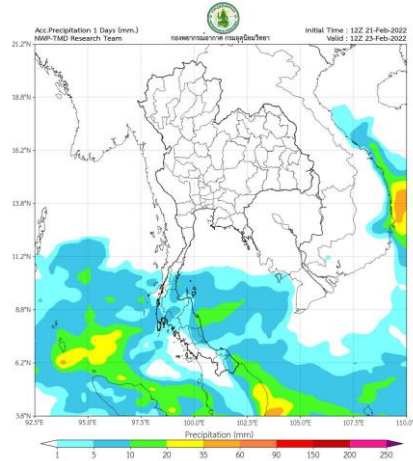 Acc.Precipitation 1 Days (mm.)
NWP-TMD Research Team
กองพยากรณ์อากาศ กรมอุตุนิยมวิทยา
Initial Time : 12Z 21-Feb-2022
Valid : 12Z 23-Feb-2022
21.2°N
18.8°N
16.2°N
13.8°N
11.2°N
8.8°N
6.2°N
3.8°N
92.5°E 95.0°E 97.5°E 100.0°E 102.5°E 105.0°E 107.5°E 110.0°E
Precipitation (mm)
1 5 10 20 35 60 90 150 200 250